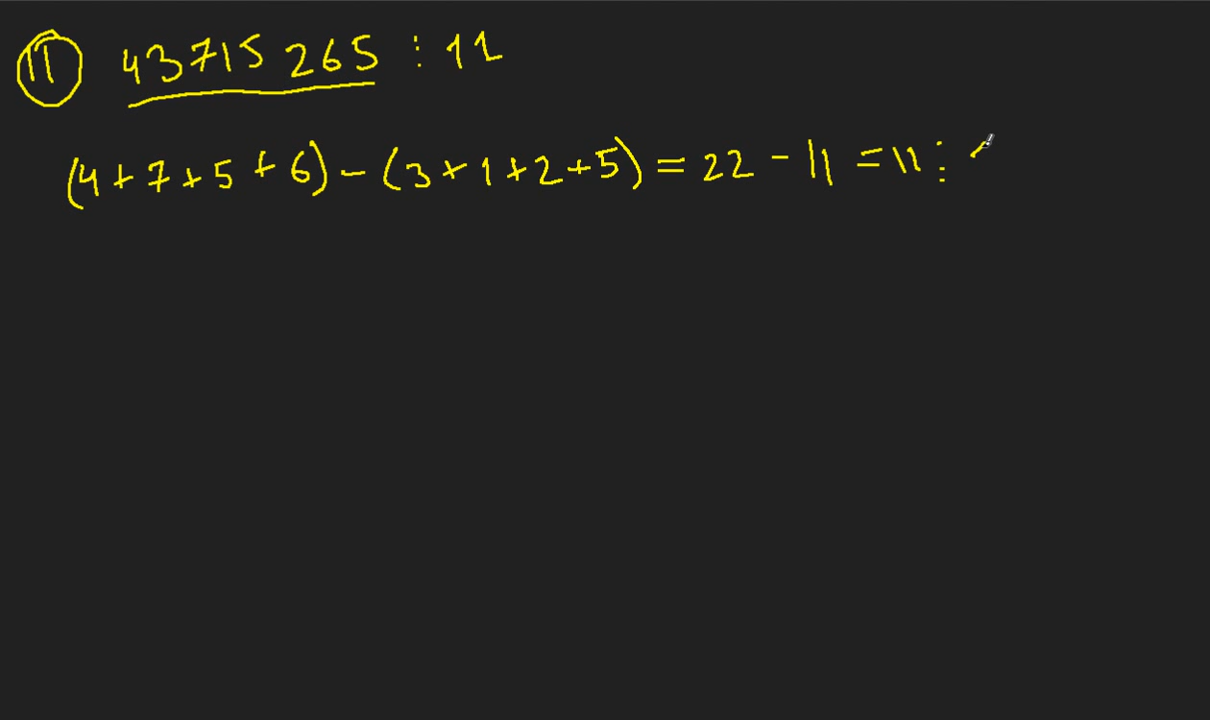 11 43715265 ⋮ 11
(4+7+5+6)-(3+1+2+5)=22-11=11⋮